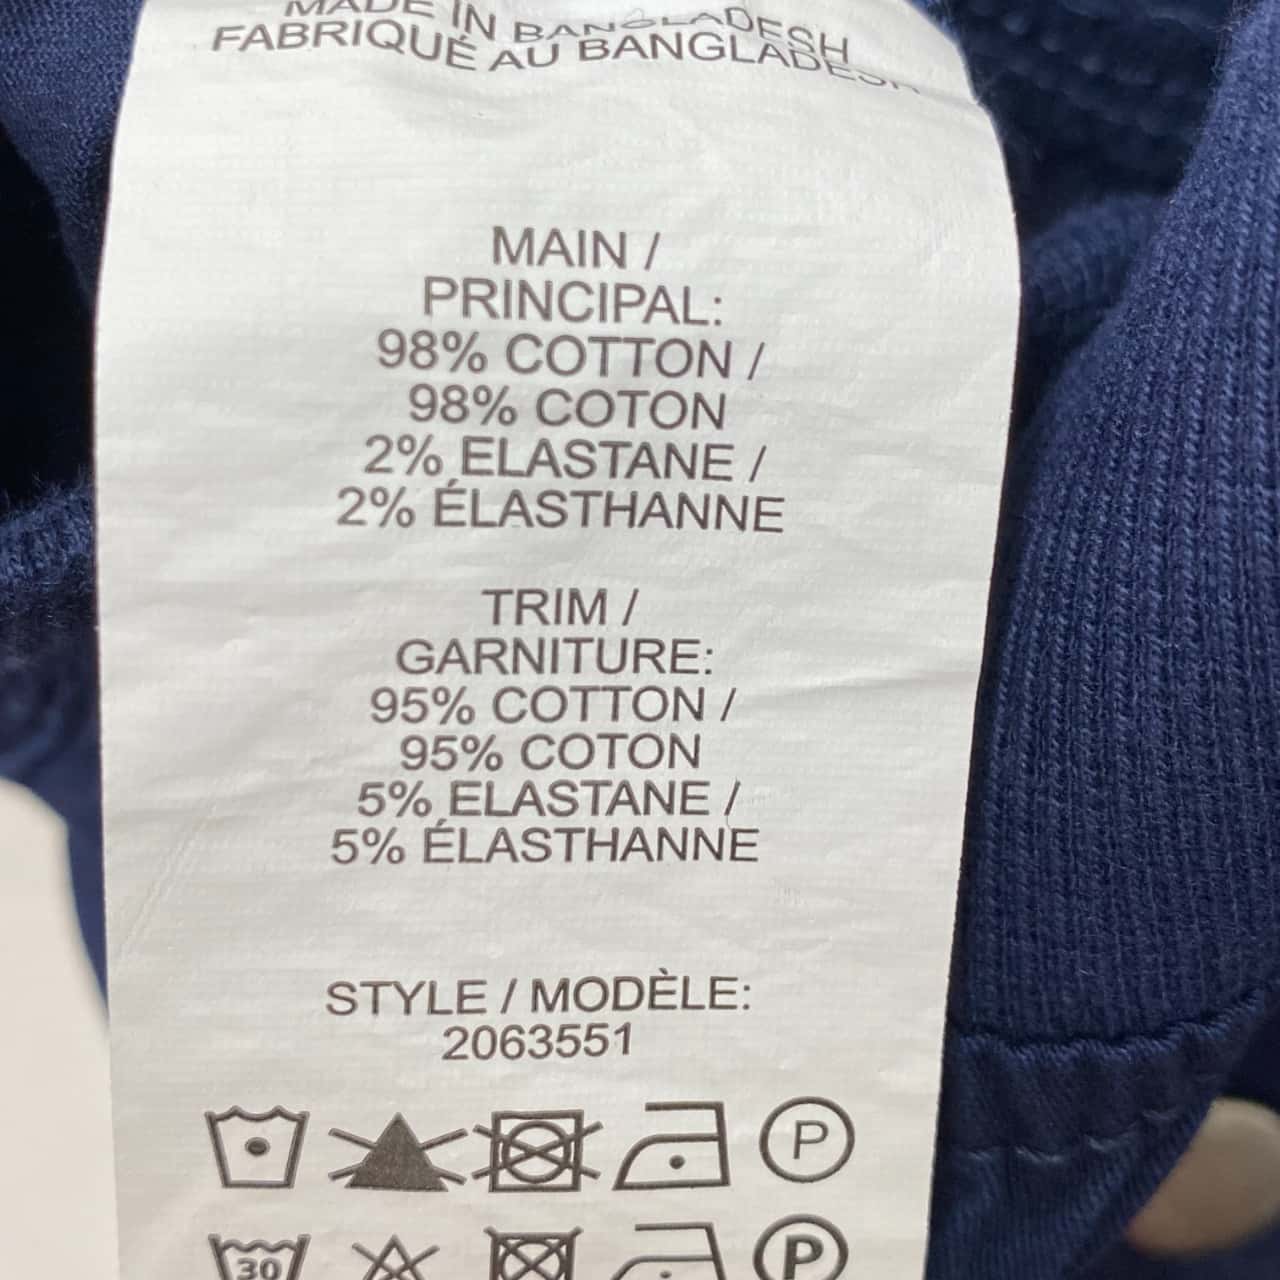 MADE IN BANGLADESH
FABRIQUÉ AU BANGLADESH
MAIN /
PRINCIPAL:
98% COTTON /
98% COTON
2% ELASTANE /
2% ÉLASTHANNE
TRIM /
GARNITURE:
95% COTTON /
95% COTON
5% ELASTANE /
5% ÉLASTHANNE
STYLE / MODÈLE:
2063551
P
30 P